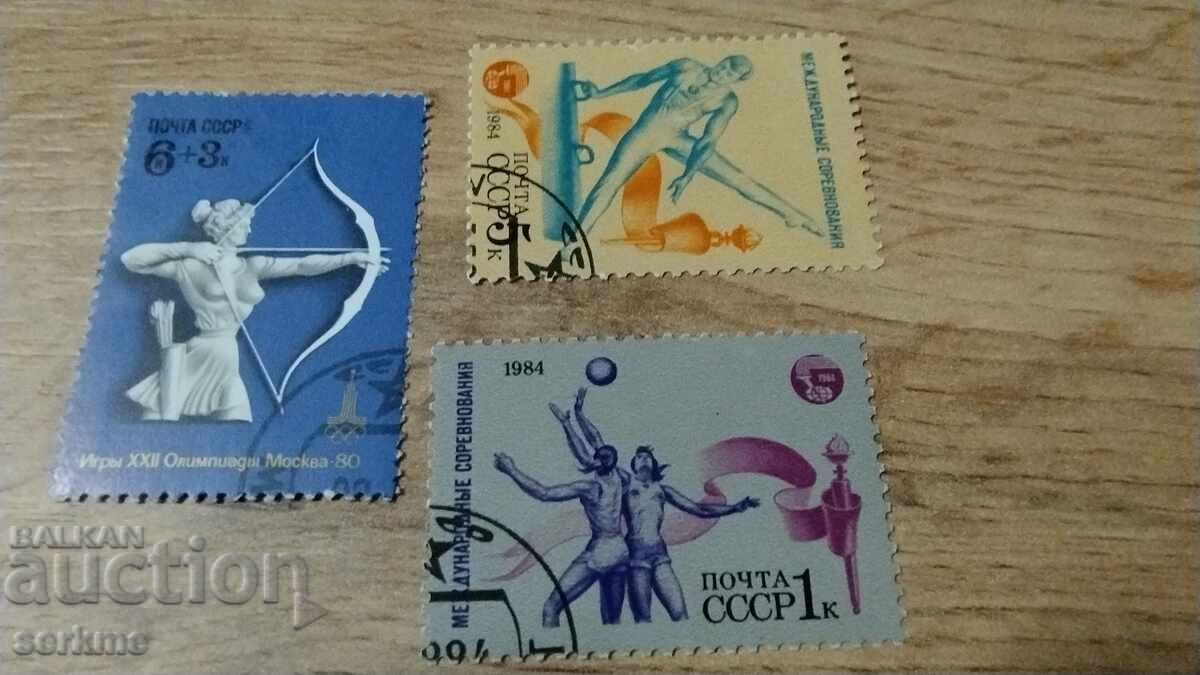 ПОЧТА СССР
6+3к
Игры XXII Олимпиады Москва·80
МЕЖДУНАРОДНЫЕ СОРЕВНОВАНИЯ
1984
ПОЧТА
СССР 5к
МЕЖДУНАРОДНЫЕ СОРЕВНОВАНИЯ
1984
1984
ПОЧТА
СССР 1к
BALKAN
auction
serkme